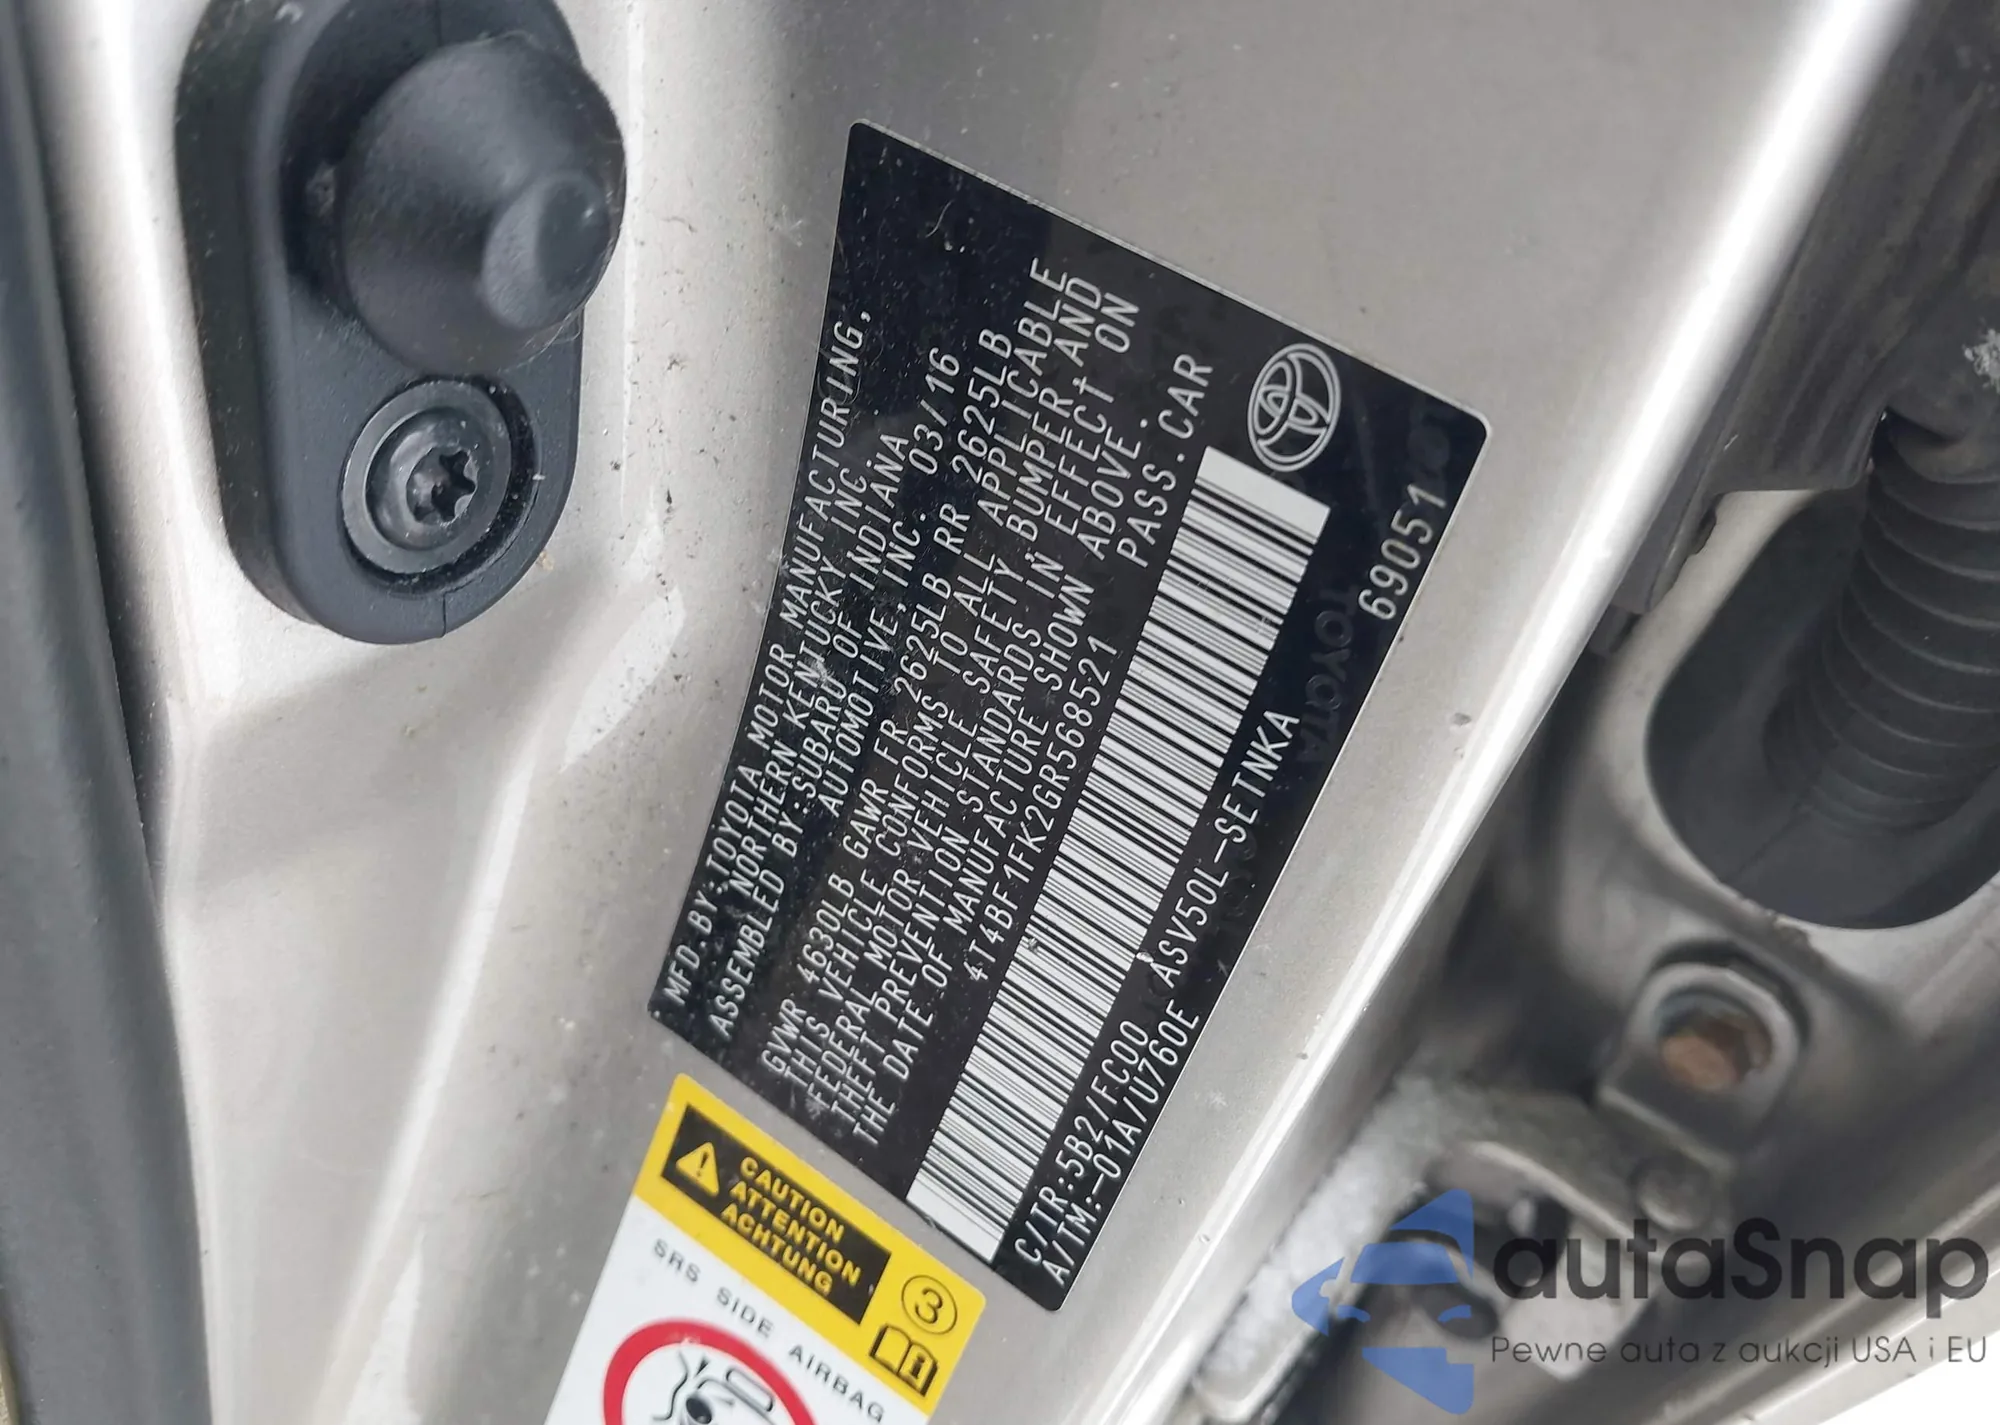 MFD.BY:TOYOTA MOTOR MANUFACTURING,
NORTHERN KENTUCKY INC.
ASSEMBLED BY:SUBARU OF INDIANA
AUTOMOTIVE,INC. 03/16
GVWR 4630LB GAWR FR 2625LB RR 2625LB
THIS VEHICLE CONFORMS TO ALL APPLICABLE
FEDERAL MOTOR VEHICLE SAFETY,BUMPER,AND
THEFT PREVENTION STANDARDS IN EFFECT ON
THE DATE OF MANUFACTURE SHOWN ABOVE.
4T4BF1FK2GR568521 PASS.CAR
C/TR:5B2/FC00 ASV50L-SETNKA
A/TM:-01A/U760E
69051
TOYOTA
CAUTION
ATTENTION
ACHTUNG
3
SRS SIDE AIRBAG
autaSnap
Pewne auta z aukcji USA i EU